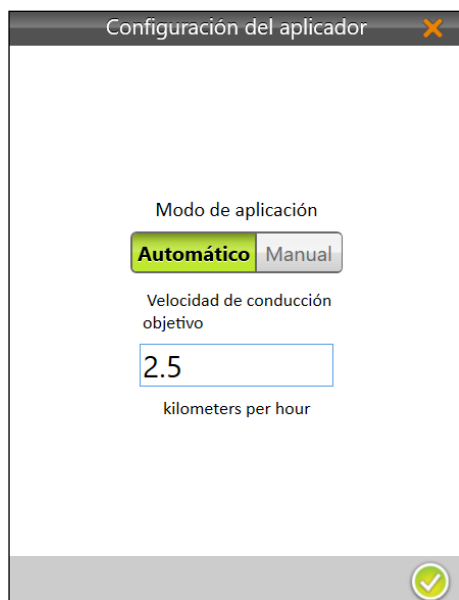 Configuración del aplicador
Modo de aplicación
Automático Manual
Velocidad de conducción
objetivo
2.5
kilometers per hour